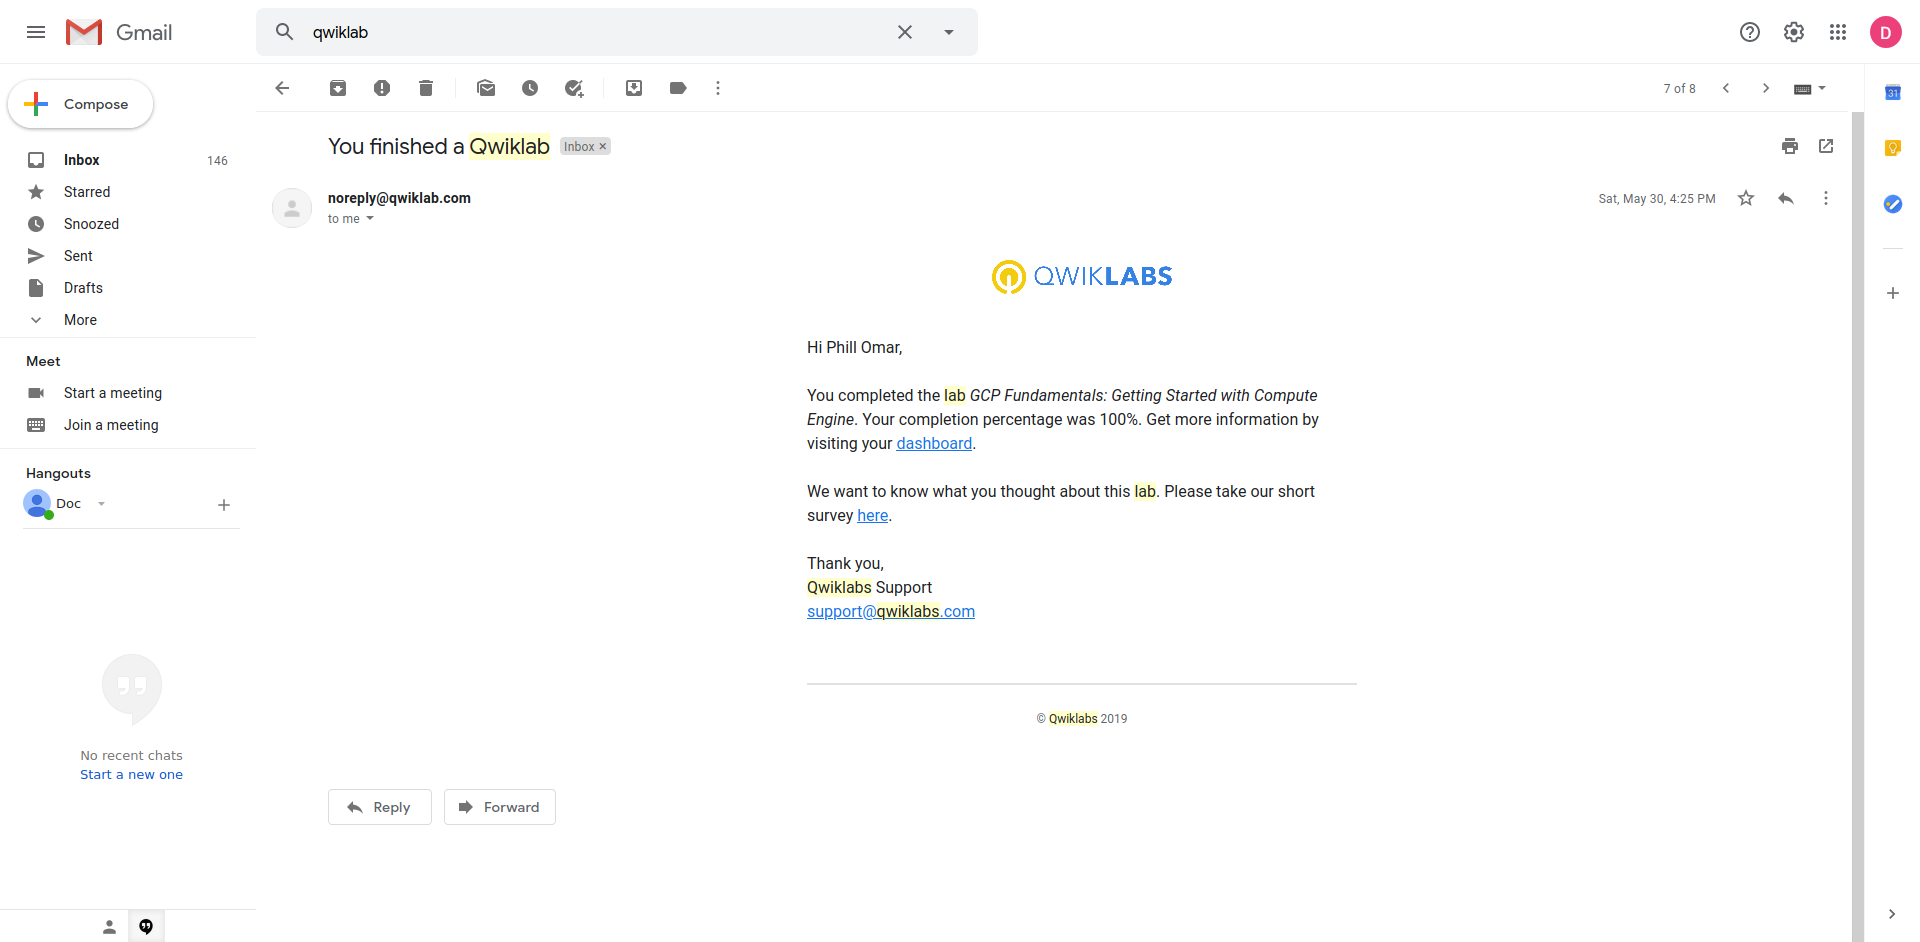 Gmail
qwiklab
D
Compose
7 of 8
31
You finished a Qwiklab Inbox ×
Inbox 146
Starred
noreply@qwiklab.com
Sat, May 30, 4:25 PM
to me
Snoozed
Sent
QWIKLABS
Drafts
More
Hi Phill Omar,
Meet
Start a meeting
You completed the lab GCP Fundamentals: Getting Started with Compute
Engine. Your completion percentage was 100%. Get more information by
visiting your dashboard.
Join a meeting
Hangouts
Doc
We want to know what you thought about this lab. Please take our short
survey here.
Thank you,
Qwiklabs Support
support@qwiklabs.com
© Qwiklabs 2019
No recent chats
Start a new one
Reply
Forward